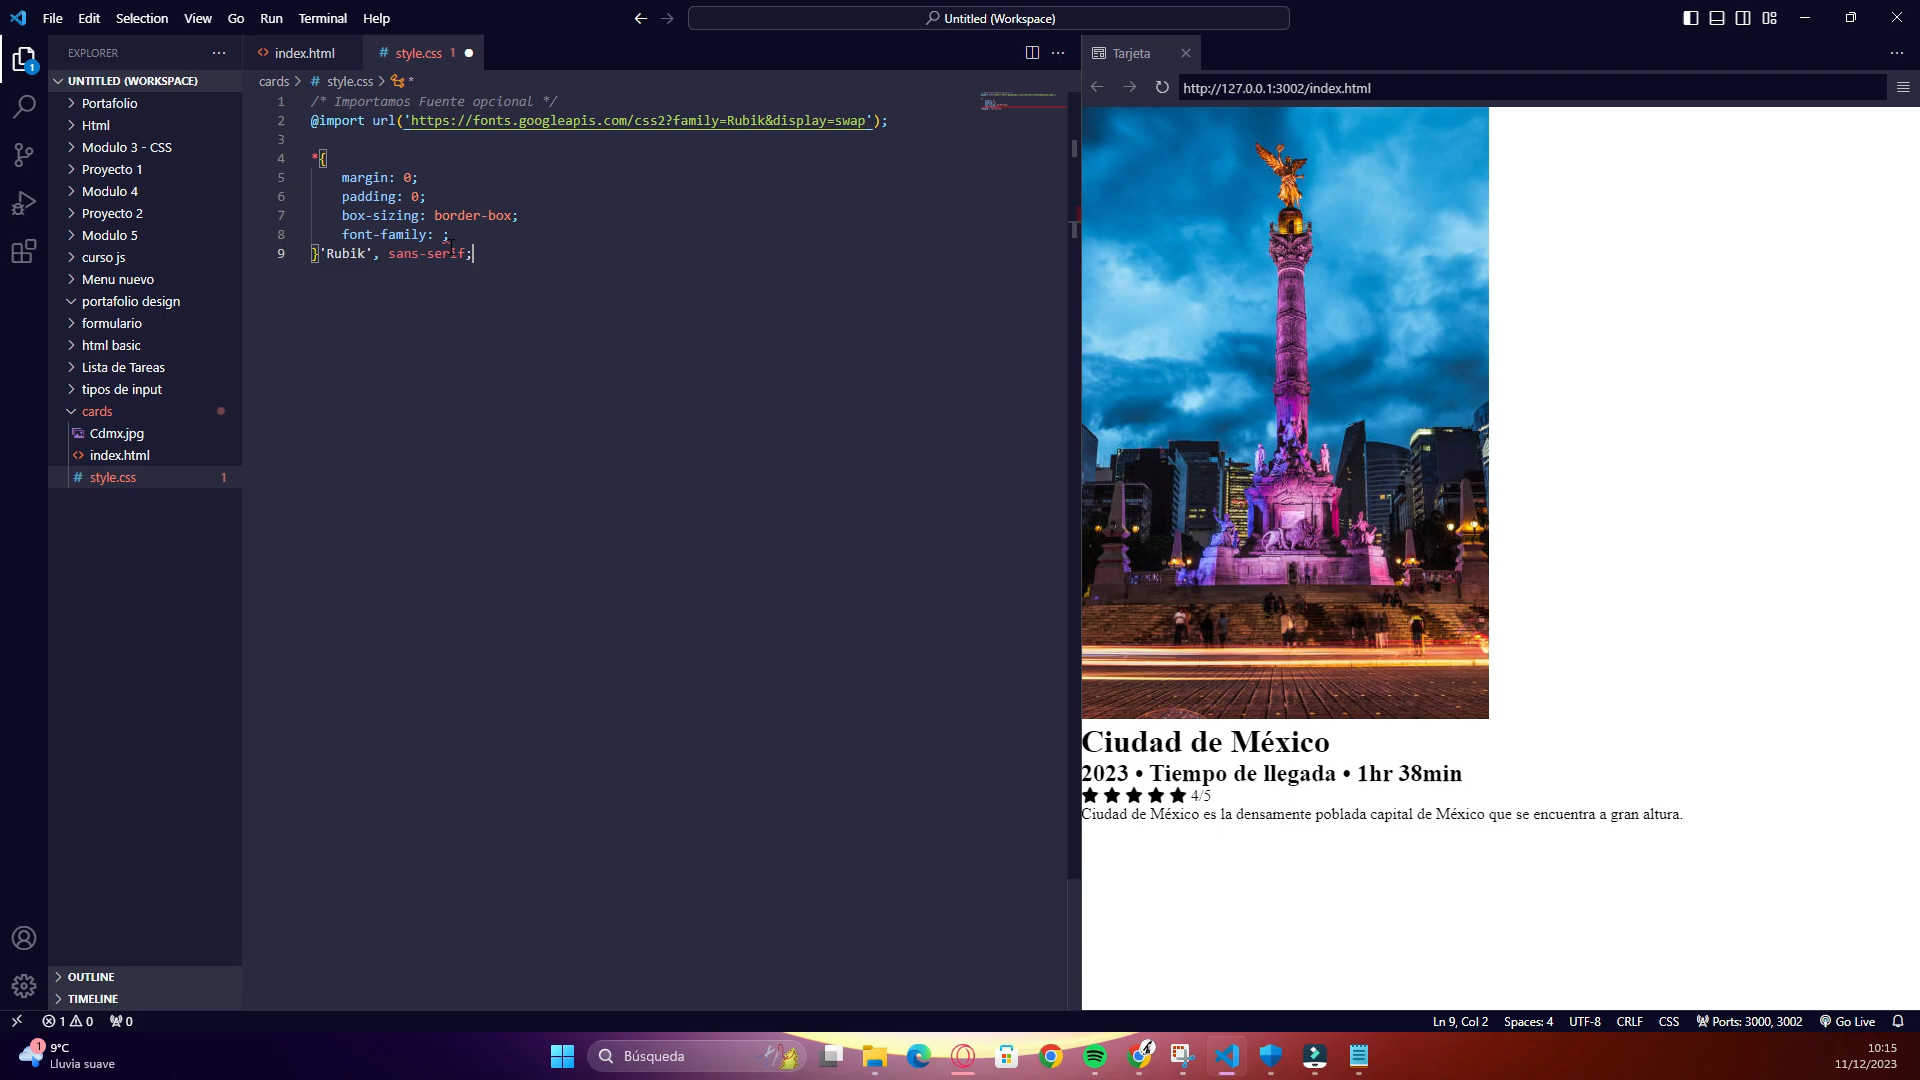 File Edit Selection View Go Run Terminal Help
Untitled (Workspace)
EXPLORER
index.html
style.css 1
Tarjeta
UNTITLED (WORKSPACE)
cards > style.css > *
http://127.0.0.1:3002/index.html
Portafolio
Html
Modulo 3 - CSS
Proyecto 1
Modulo 4
Proyecto 2
Modulo 5
curso js
Menu nuevo
portafolio design
formulario
html basic
Lista de Tareas
tipos de input
cards
Cdmx.jpg
index.html
style.css 1
OUTLINE
TIMELINE
1 /* Importamos Fuente opcional */
2 @import url('https://fonts.googleapis.com/css2?family=Rubik&display=swap');
3
4 *{
5 margin: 0;
6 padding: 0;
7 box-sizing: border-box;
8 font-family: ;
9 }'Rubik', sans-serif;
Ciudad de México
2023 • Tiempo de llegada • 1hr 38min
4/5
Ciudad de México es la densamente poblada capital de México que se encuentra a gran altura.
1 0 0
Ln 9, Col 2 Spaces: 4 UTF-8 CRLF CSS Ports: 3000, 3002 Go Live
1
9°C
Lluvia suave
Búsqueda
10:15
11/12/2023